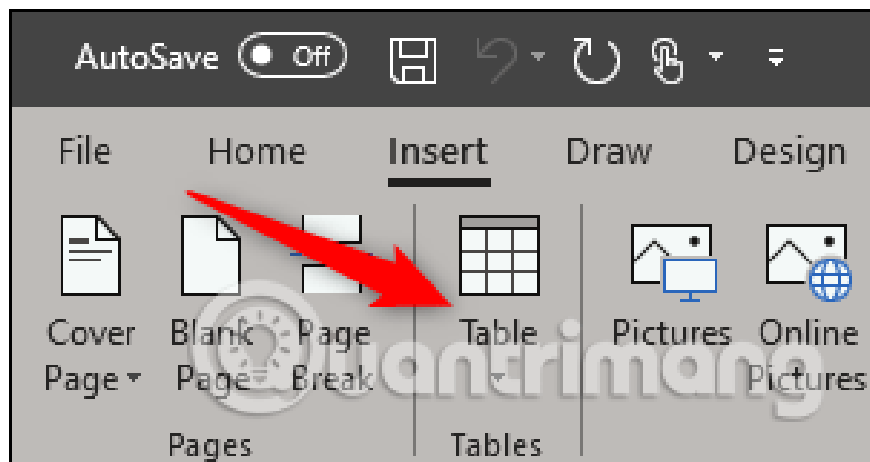 AutoSave Off
File Home Insert Draw Design
Cover Blank Page Table Pictures Online
Page Page Break Pictures
Pages Tables
uantrimang